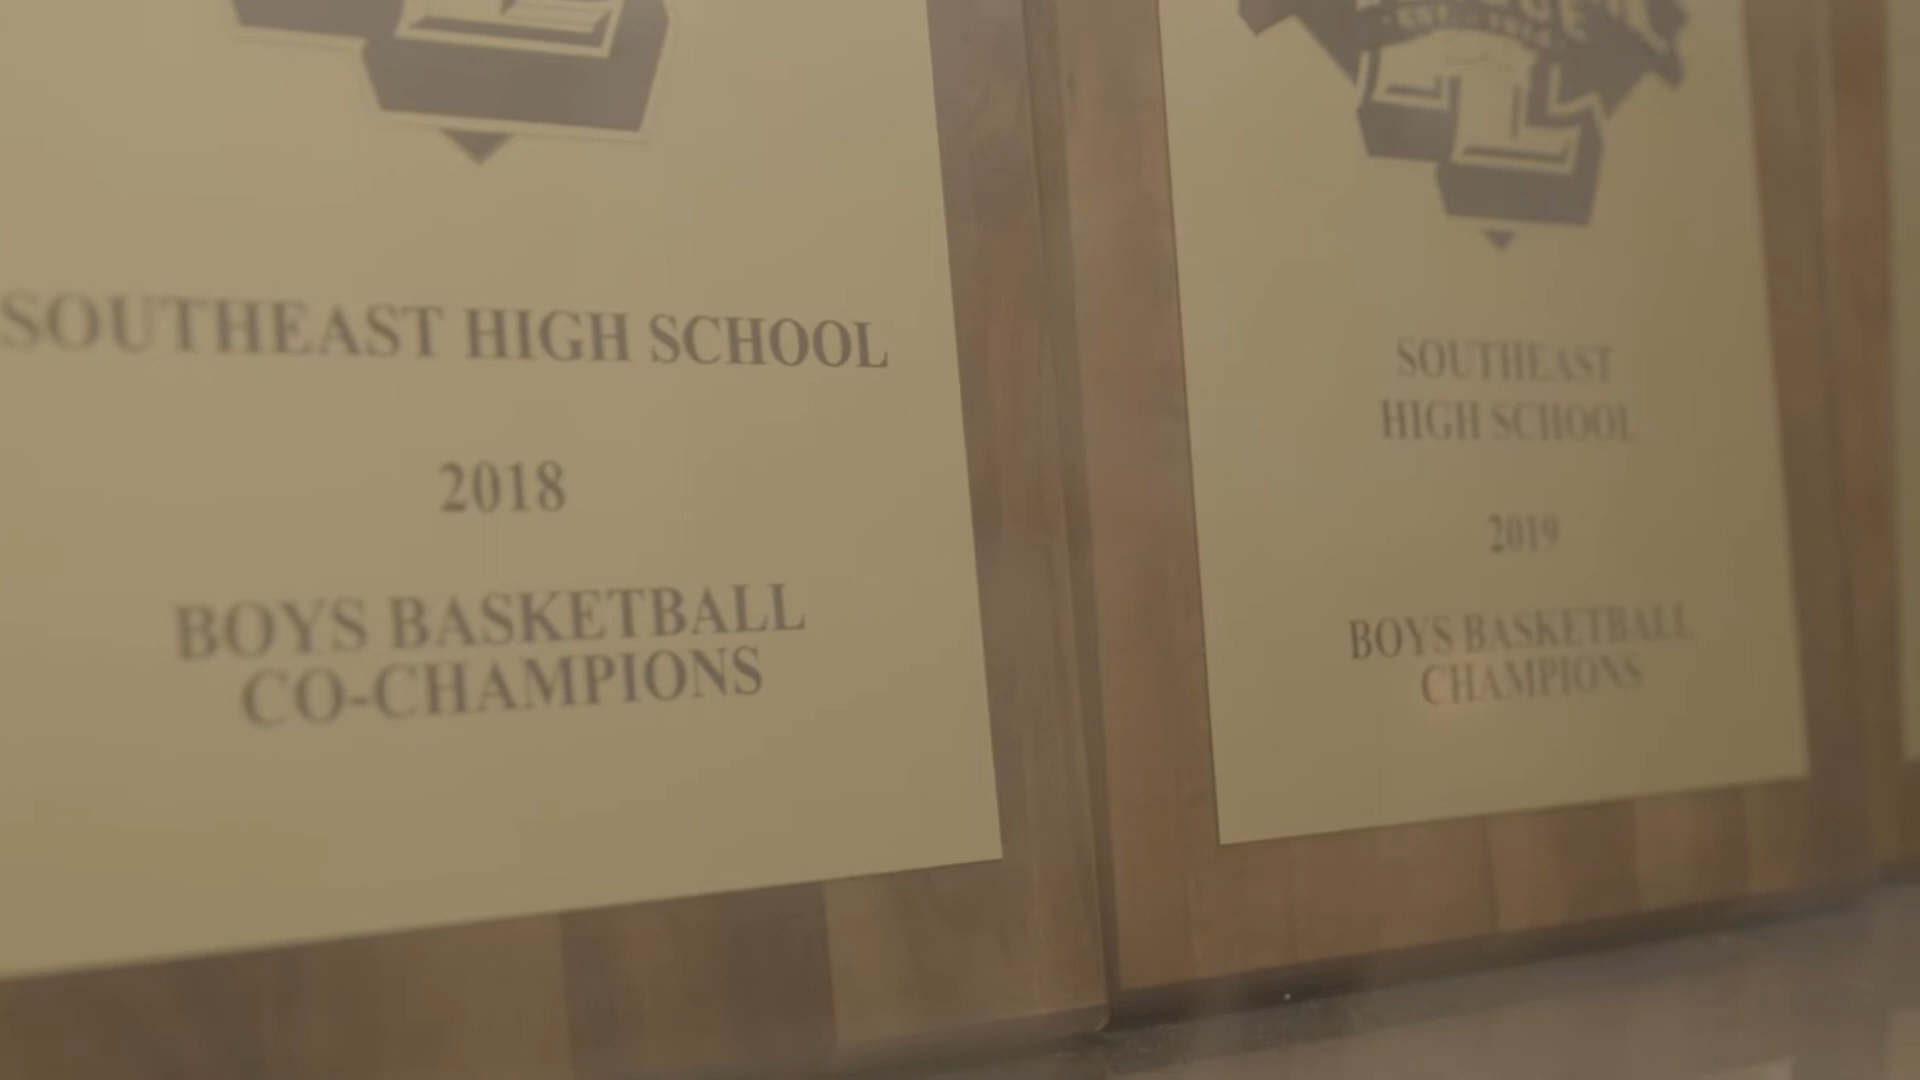 SOUTHEAST HIGH SCHOOL
2018
BOYS BASKETBALL
CO-CHAMPIONS
SOUTHEAST
HIGH SCHOOL
2019
BOYS BASKETBALL
CHAMPIONS